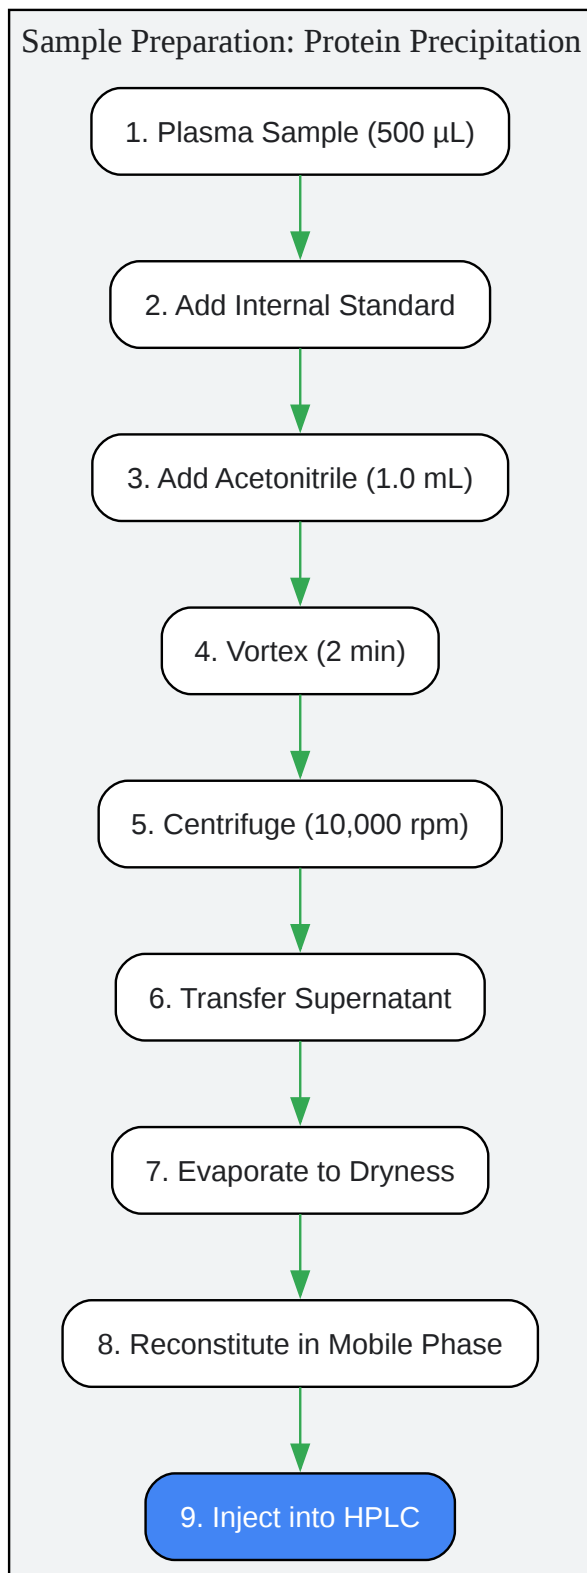 Sample Preparation: Protein Precipitation
1. Plasma Sample (500 µL)
2. Add Internal Standard
3. Add Acetonitrile (1.0 mL)
4. Vortex (2 min)
5. Centrifuge (10,000 rpm)
6. Transfer Supernatant
7. Evaporate to Dryness
8. Reconstitute in Mobile Phase
9. Inject into HPLC